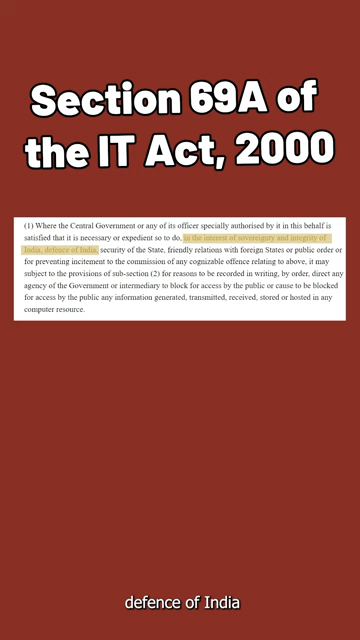 Section 69A of
the IT Act, 2000
(1) Where the Central Government or any of its officer specially authorised by it in this behalf is
satisfied that it is necessary or expedient so to do, in the interest of sovereignty and integrity of
India, defence of India, security of the State, friendly relations with foreign States or public order or
for preventing incitement to the commission of any cognizable offence relating to above, it may
subject to the provisions of sub-section (2) for reasons to be recorded in writing, by order, direct any
agency of the Government or intermediary to block for access by the public or cause to be blocked
for access by the public any information generated, transmitted, received, stored or hosted in any
computer resource.
defence of India